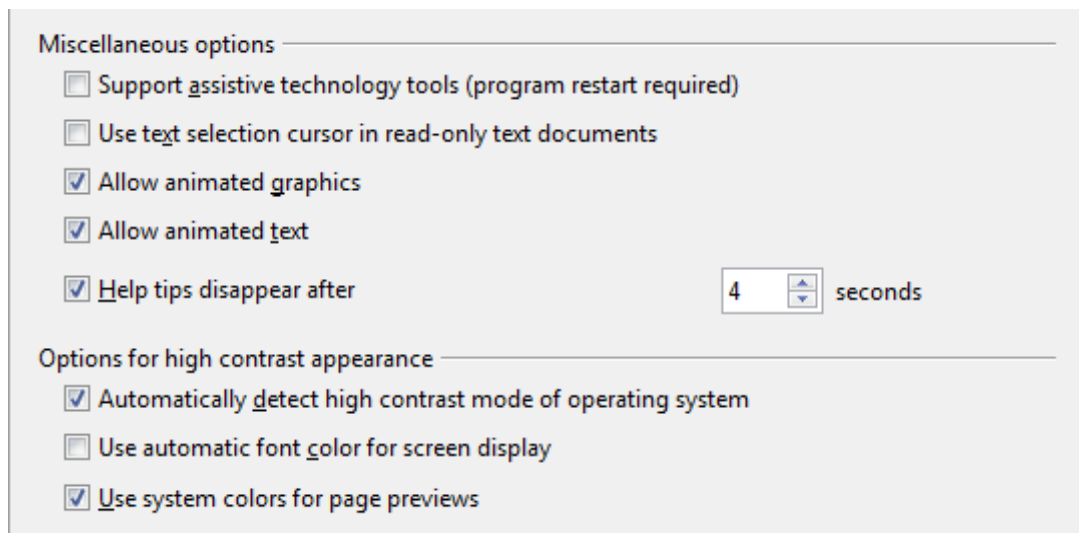 Miscellaneous options
Support assistive technology tools (program restart required)
Use text selection cursor in read-only text documents
Allow animated graphics
Allow animated text
Help tips disappear after 4 seconds
Options for high contrast appearance
Automatically detect high contrast mode of operating system
Use automatic font color for screen display
Use system colors for page previews